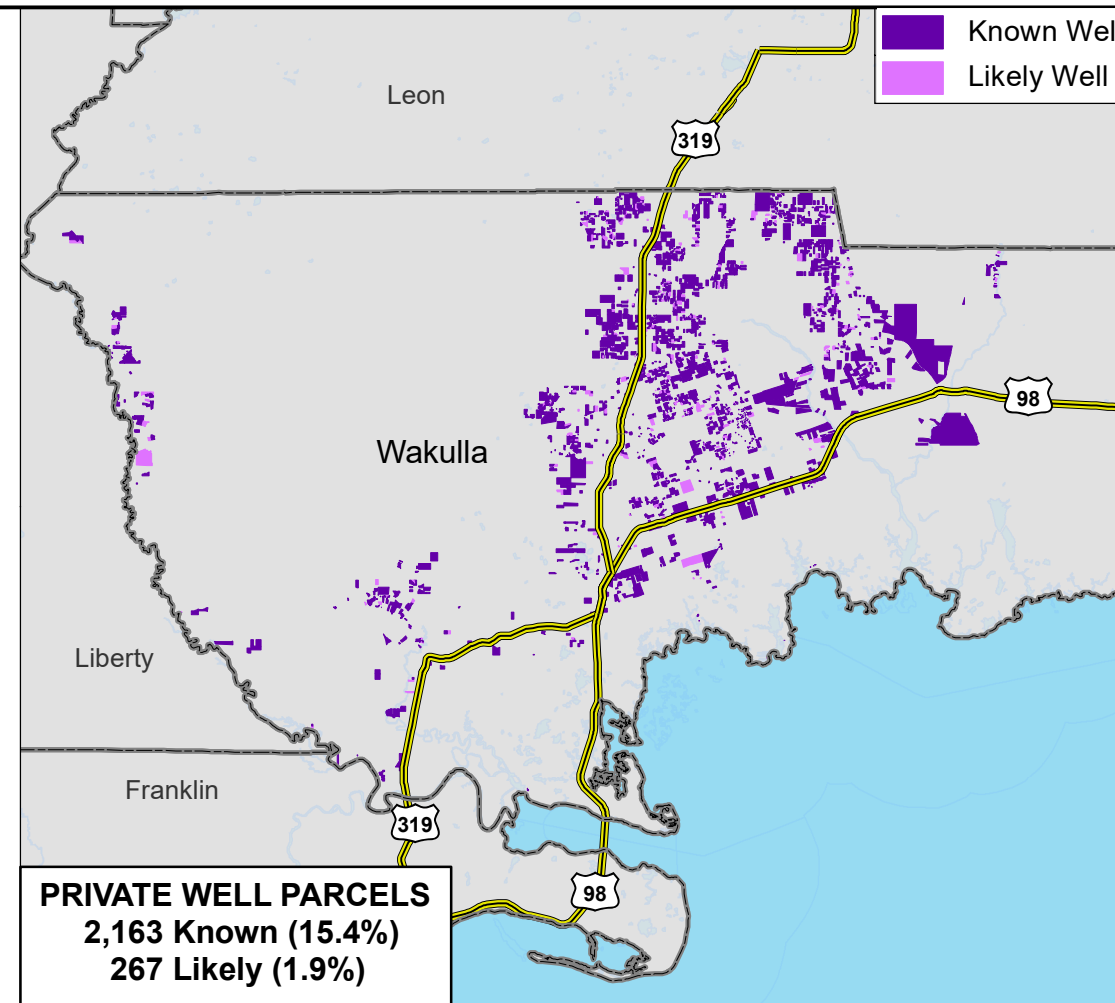 Known Wel
Likely Well
Leon
319
98
Wakulla
Liberty
Franklin
319
98
PRIVATE WELL PARCELS
2,163 Known (15.4%)
267 Likely (1.9%)